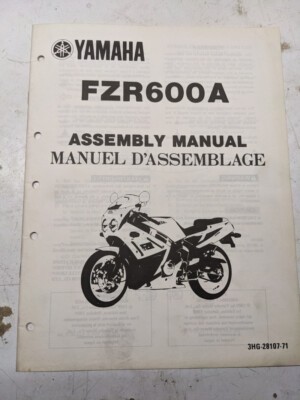 YAMAHA
FZR600A
ASSEMBLY MANUAL
MANUEL D'ASSEMBLAGE
3HG-28107-71